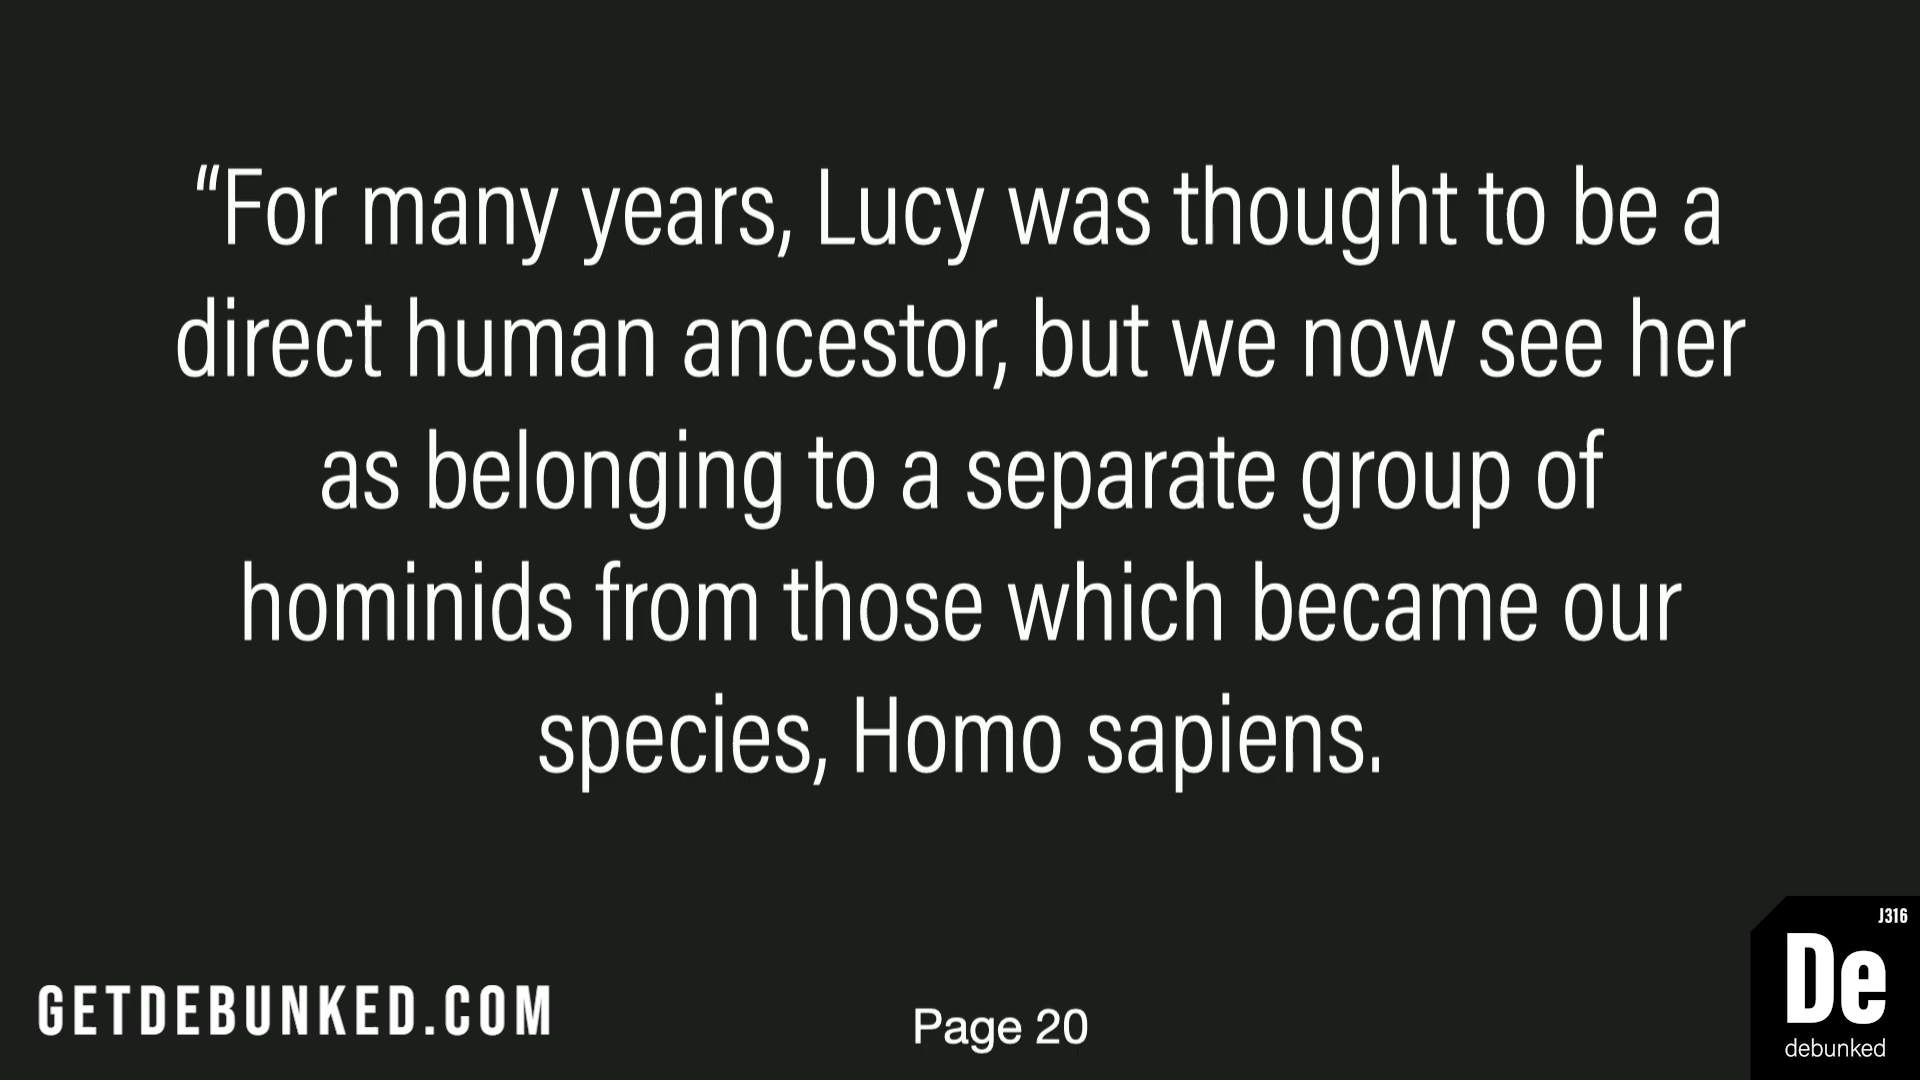 “For many years, Lucy was thought to be a
direct human ancestor, but we now see her
as belonging to a separate group of
hominids from those which became our
species, Homo sapiens.
J316
De
debunked
GETDEBUNKED.COM
Page 20